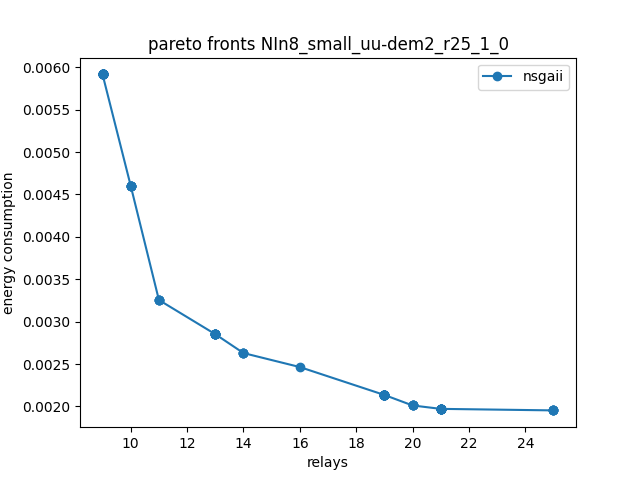 pareto fronts NIn8_small_uu-dem2_r25_1_0
nsgaii
energy consumption
0.0060
0.0055
0.0050
0.0045
0.0040
0.0035
0.0030
0.0025
0.0020
10 12 14 16 18 20 22 24
relays